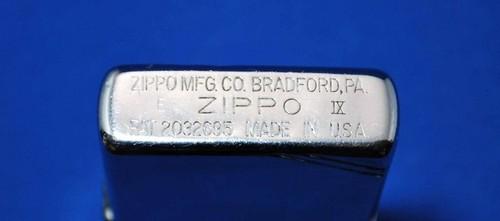 ZIPPO MFG. CO. BRADFORD, PA.
E ZIPPO IX
PAT. 2032695 MADE IN U.S.A.